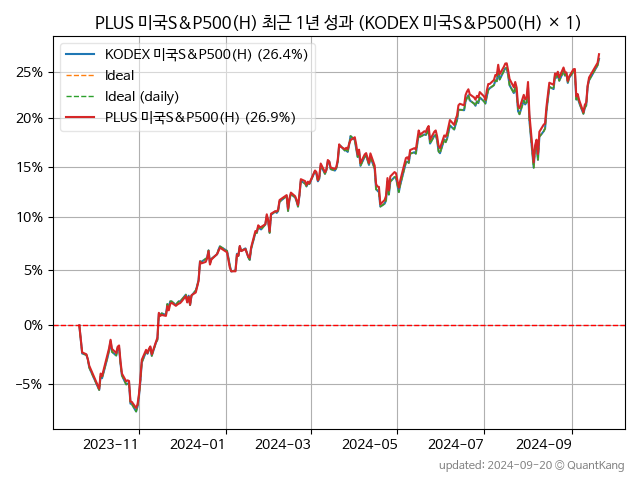 PLUS 미국S&P500(H) 최근 1년 성과 (KODEX 미국S&P500(H) × 1)
KODEX 미국S&P500(H) (26.4%)
Ideal
Ideal (daily)
PLUS 미국S&P500(H) (26.9%)
25%
20%
15%
10%
5%
0%
−5%
2023-11 2024-01 2024-03 2024-05 2024-07 2024-09
updated: 2024-09-20 © QuantKang